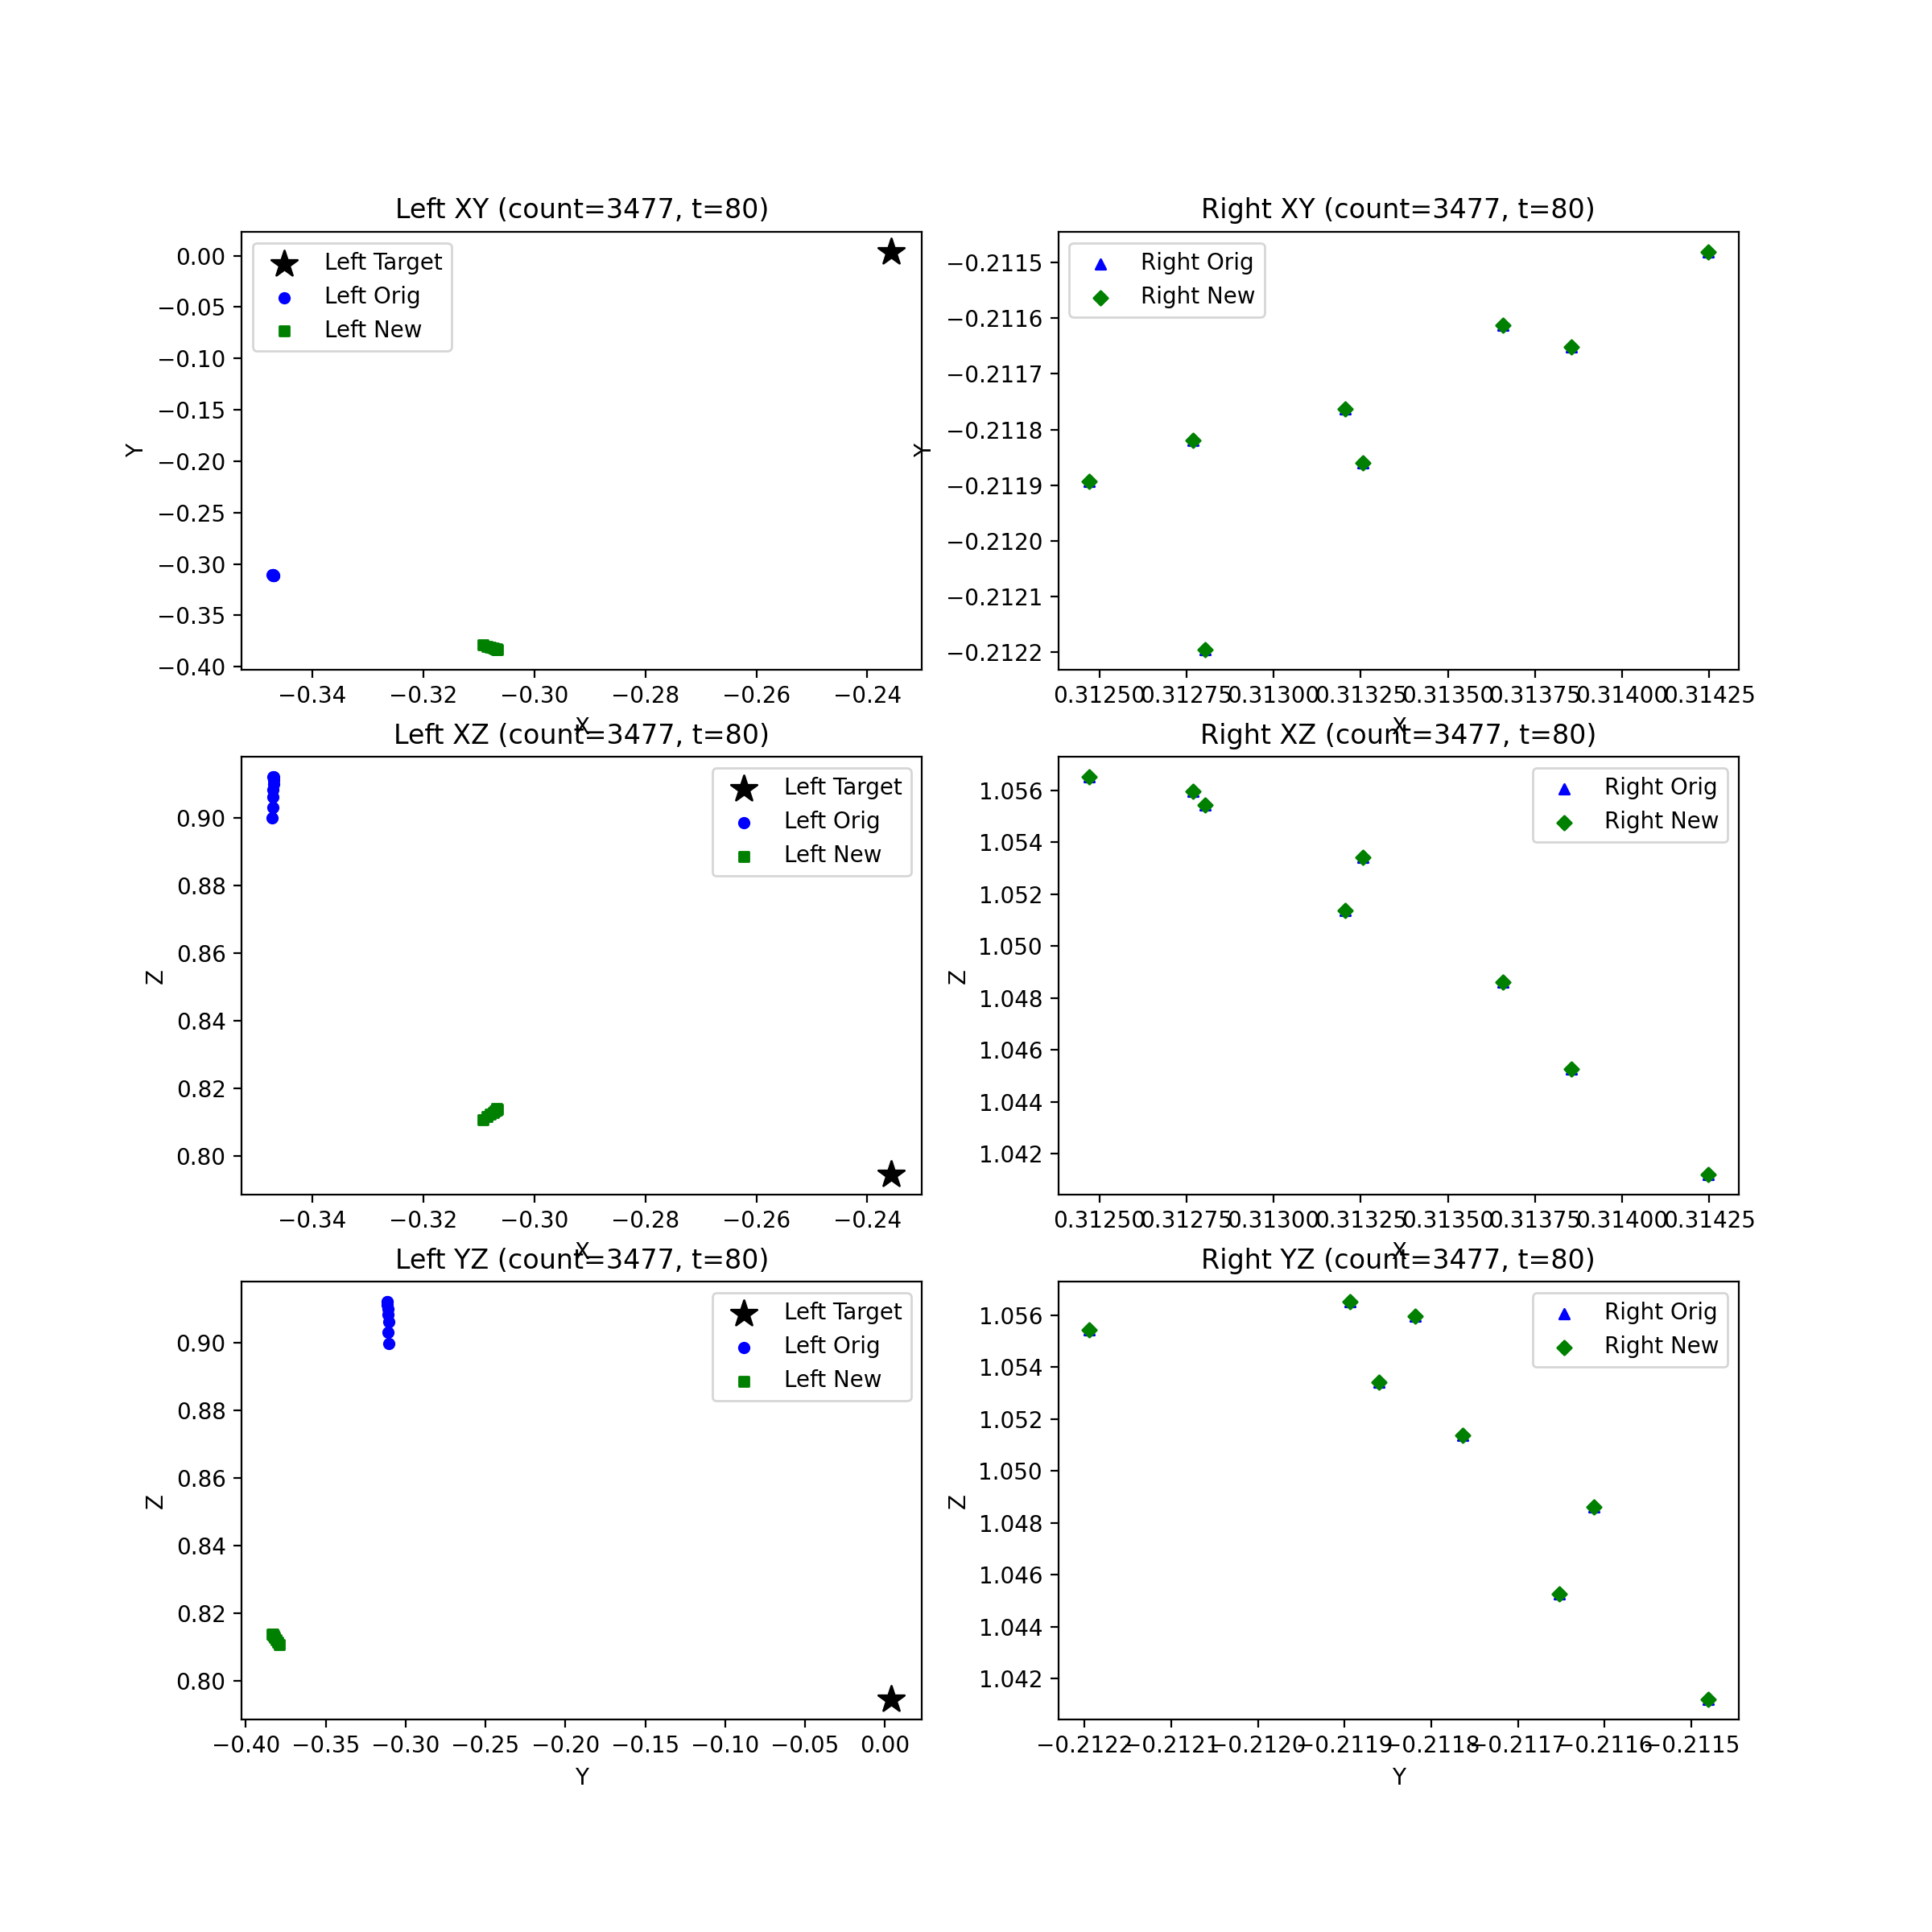 Left XY (count=3477, t=80)
Left Target
Left Orig
Left New
0.00
−0.05
−0.10
−0.15
−0.20
−0.25
−0.30
−0.35
−0.40
Y
−0.34 −0.32 −0.30 −0.28 −0.26 −0.24
X
Right XY (count=3477, t=80)
Right Orig
Right New
−0.2115
−0.2116
−0.2117
−0.2118
−0.2119
−0.2120
−0.2121
−0.2122
Y
0.31250 0.31275 0.31300 0.31325 0.31350 0.31375 0.31400 0.31425
X
Left XZ (count=3477, t=80)
Left Target
Left Orig
Left New
0.90
0.88
0.86
0.84
0.82
0.80
Z
−0.34 −0.32 −0.30 −0.28 −0.26 −0.24
X
Right XZ (count=3477, t=80)
Right Orig
Right New
1.056
1.054
1.052
1.050
1.048
1.046
1.044
1.042
Z
0.31250 0.31275 0.31300 0.31325 0.31350 0.31375 0.31400 0.31425
X
Left YZ (count=3477, t=80)
Left Target
Left Orig
Left New
0.90
0.88
0.86
0.84
0.82
0.80
Z
−0.40 −0.35 −0.30 −0.25 −0.20 −0.15 −0.10 −0.05 0.00
Y
Right YZ (count=3477, t=80)
Right Orig
Right New
1.056
1.054
1.052
1.050
1.048
1.046
1.044
1.042
Z
−0.2122 −0.2121 −0.2120 −0.2119 −0.2118 −0.2117 −0.2116 −0.2115
Y